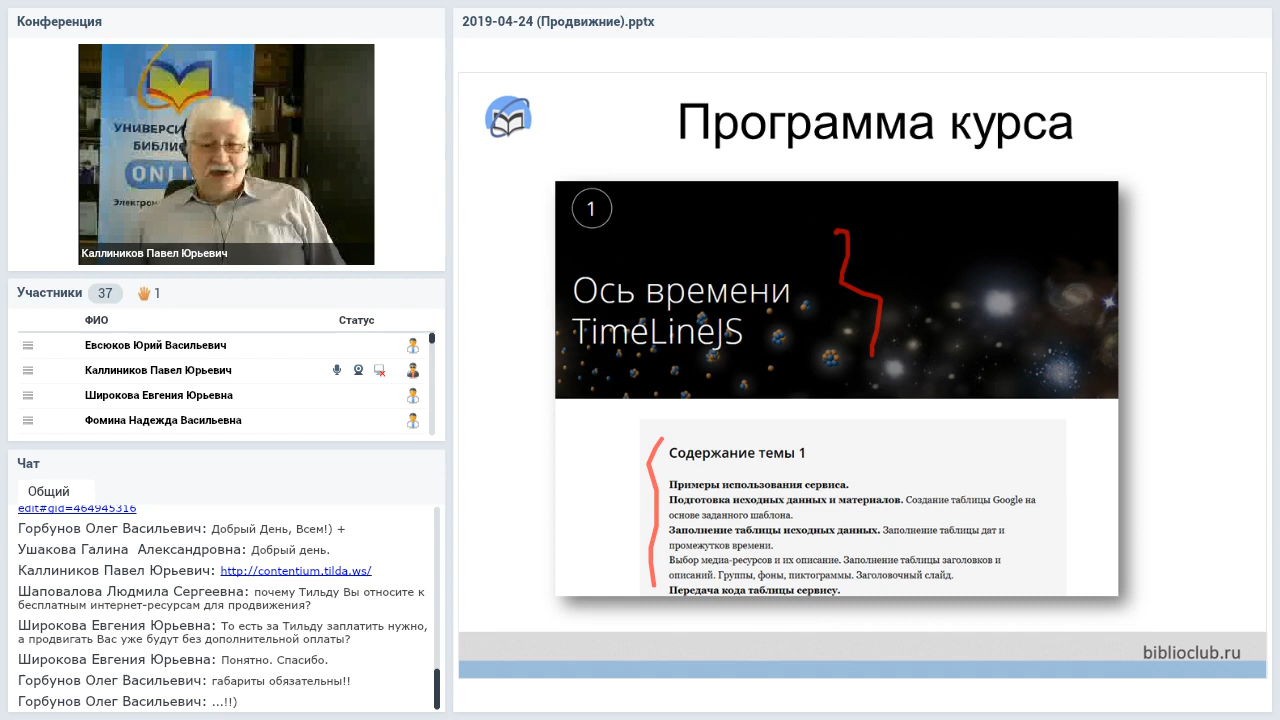 Конференция
УНИВЕРСИ
БИБЛИО
ONLI
Электрон
Каллиников Павел Юрьевич
Участники 37 1
ФИО Статус
Евсюков Юрий Васильевич
Каллиников Павел Юрьевич
Широкова Евгения Юрьевна
Фомина Надежда Васильевна
Чат
Общий
edit#gid=464945316
Горбунов Олег Васильевич: Добрый День, Всем!) +
Ушакова Галина Александровна: Добрый день.
Каллиников Павел Юрьевич: http://contentium.tilda.ws/
Шаповалова Людмила Сергеевна: почему Тильду Вы относите к
бесплатным интернет-ресурсам для продвижения?
Широкова Евгения Юрьевна: То есть за Тильду заплатить нужно,
а продвигать Вас уже будут без дополнительной оплаты?
Широкова Евгения Юрьевна: Понятно. Спасибо.
Горбунов Олег Васильевич: габариты обязательны!!
Горбунов Олег Васильевич: ...!!)
2019-04-24 (Продвижние).pptx
Программа курса
1
Ось времени
TimeLineJS
Содержание темы 1
Примеры использования сервиса.
Подготовка исходных данных и материалов. Создание таблицы Google на
основе заданного шаблона.
Заполнение таблицы исходных данных. Заполнение таблицы дат и
промежутков времени.
Выбор медиа-ресурсов и их описание. Заполнение таблицы заголовков и
описаний. Группы, фоны, пиктограммы. Заголовочный слайд.
Передача кода таблицы сервису.
biblioclub.ru